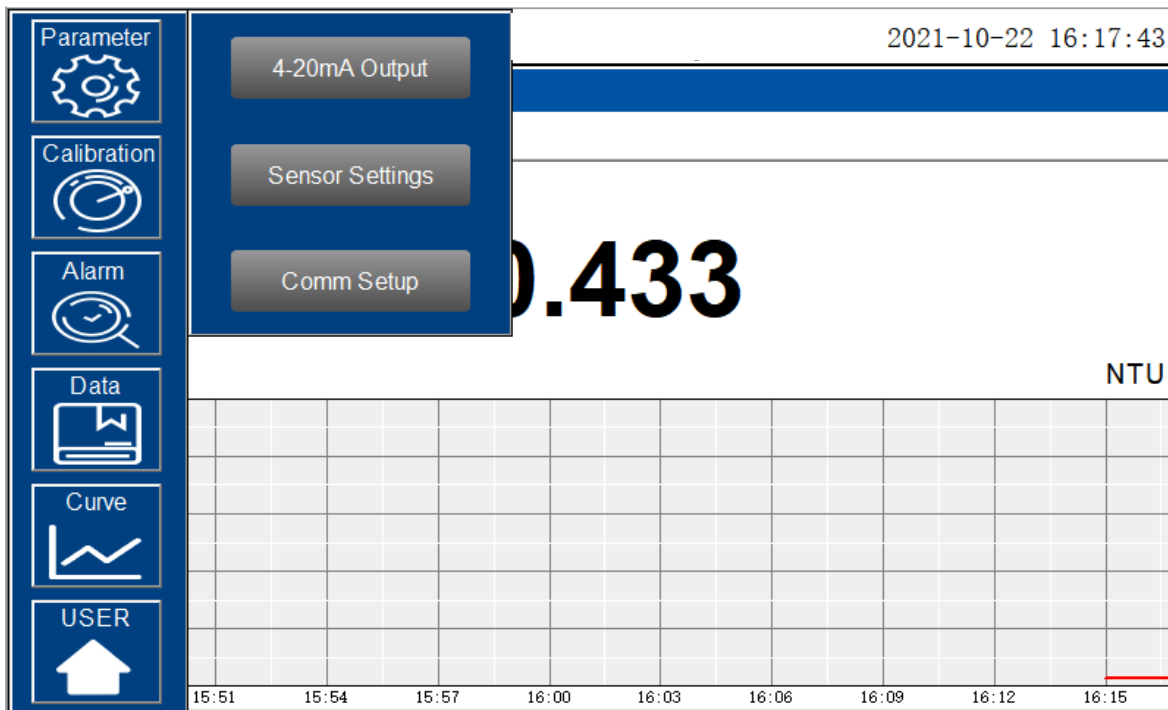 Parameter
4-20mA Output
2021-10-22 16:17:43
Calibration
Sensor Settings
Alarm
Comm Setup
0.433
NTU
Data
Curve
USER
15:51 15:54 15:57 16:00 16:03 16:06 16:09 16:12 16:15